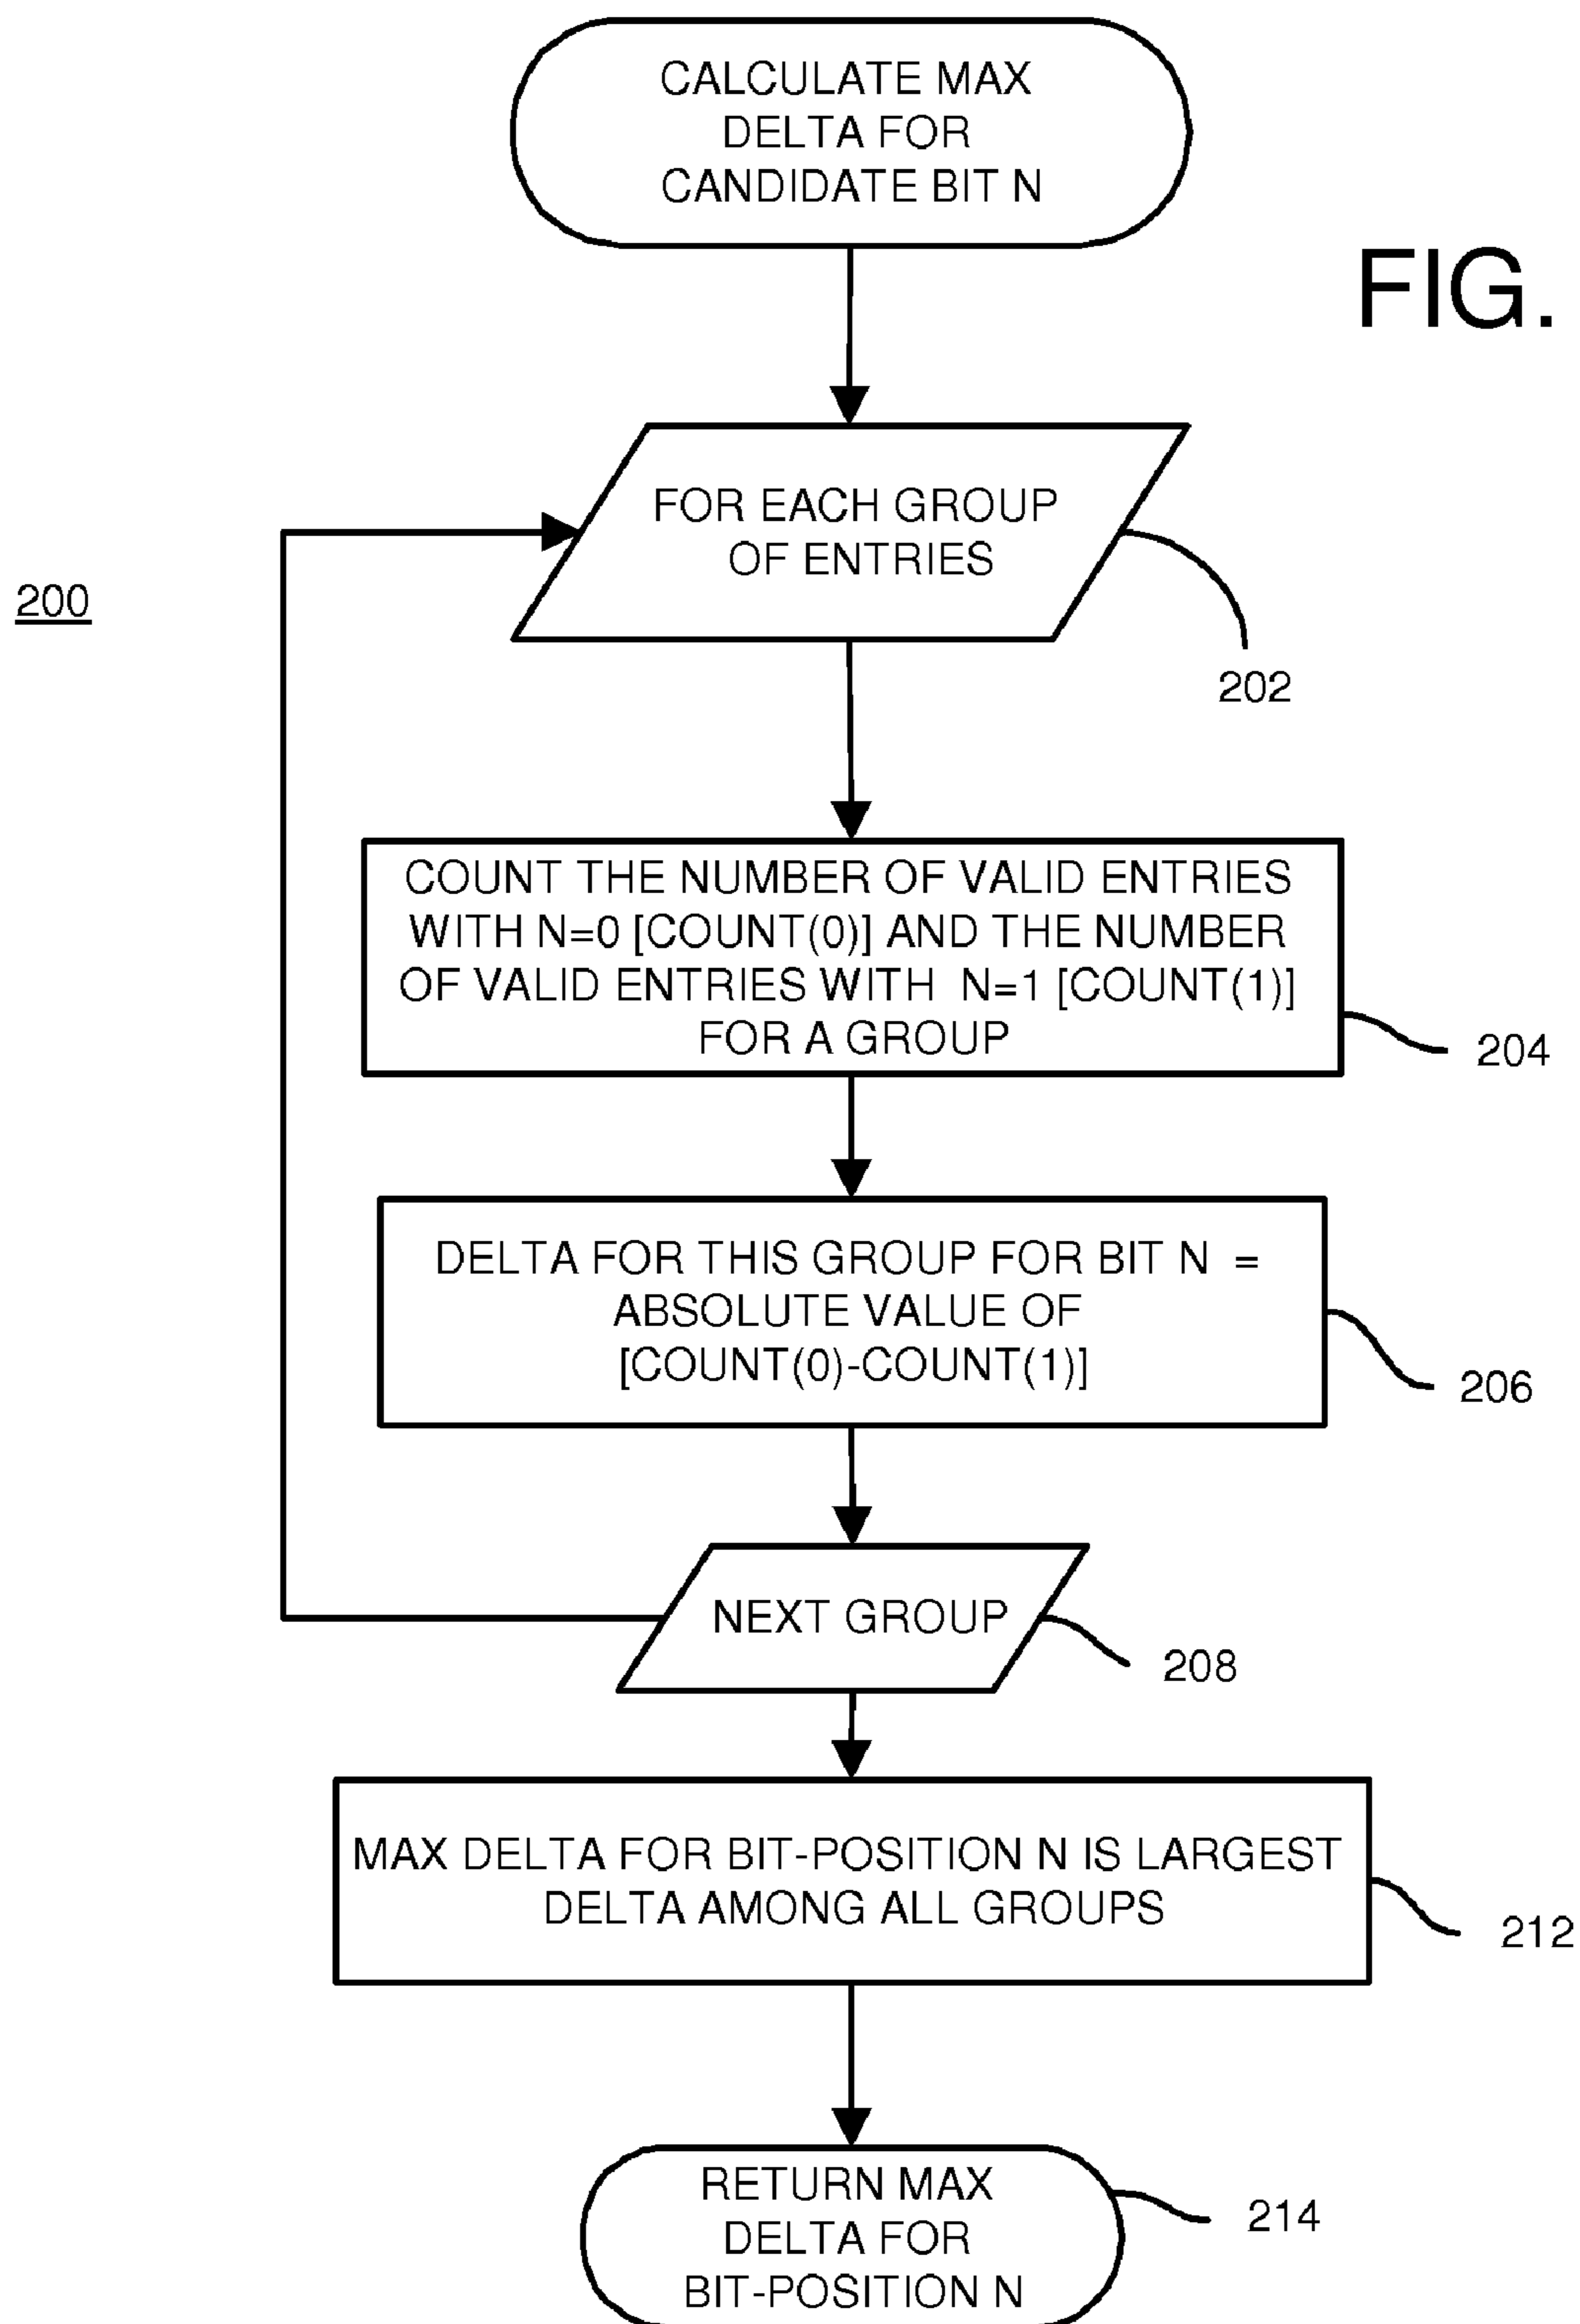 CALCULATE MAX
DELTA FOR
CANDIDATE BIT N
FIG.
FOR EACH GROUP
OF ENTRIES
200
202
COUNT THE NUMBER OF VALID ENTRIES
WITH N=0 [COUNT(0)] AND THE NUMBER
OF VALID ENTRIES WITH N=1 [COUNT(1)]
FOR A GROUP
204
DELTA FOR THIS GROUP FOR BIT N =
ABSOLUTE VALUE OF
[COUNT(0)-COUNT(1)]
206
NEXT GROUP
208
MAX DELTA FOR BIT-POSITION N IS LARGEST
DELTA AMONG ALL GROUPS
212
RETURN MAX
DELTA FOR
BIT-POSITION N
214